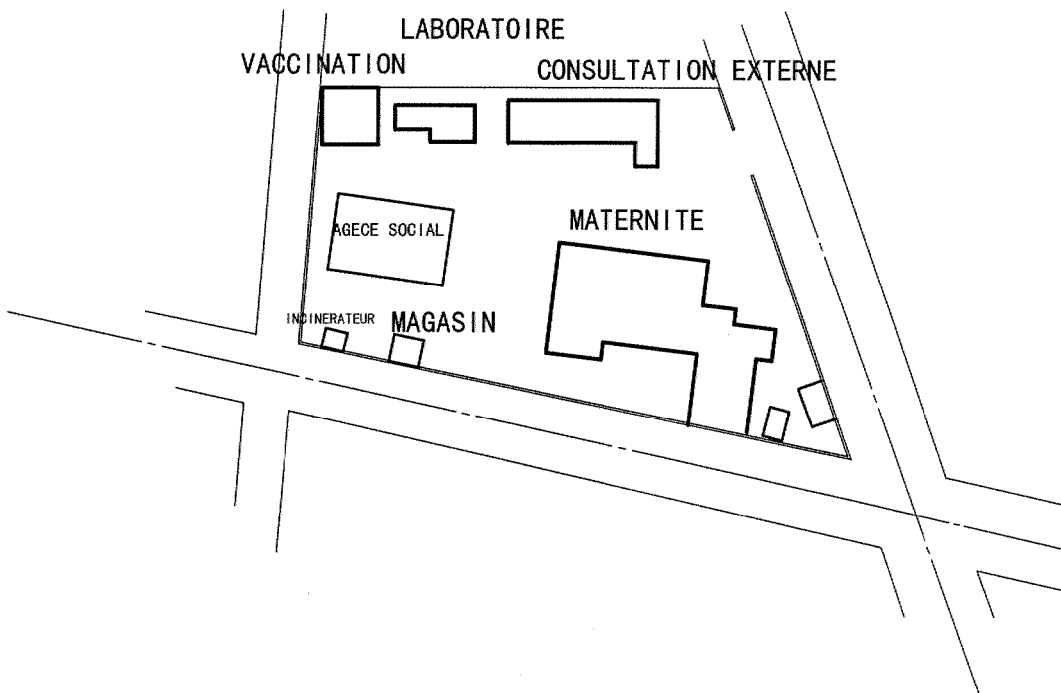 LABORATOIRE
VACCINATION
CONSULTATION EXTERNE
MATERNITE
AGECE SOCIAL
INCINERATEUR
MAGASIN